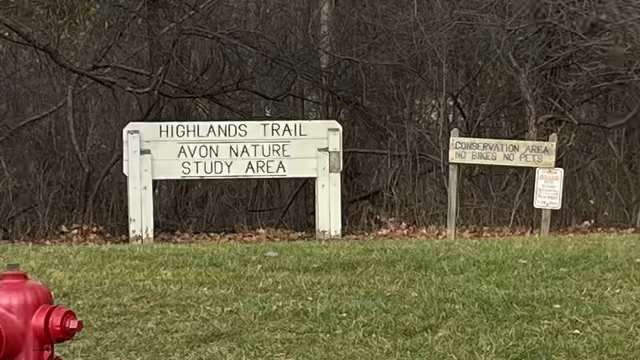 HIGHLANDS TRAIL
AVON NATURE
STUDY AREA
CONSERVATION AREA
NO BIKES NO PETS